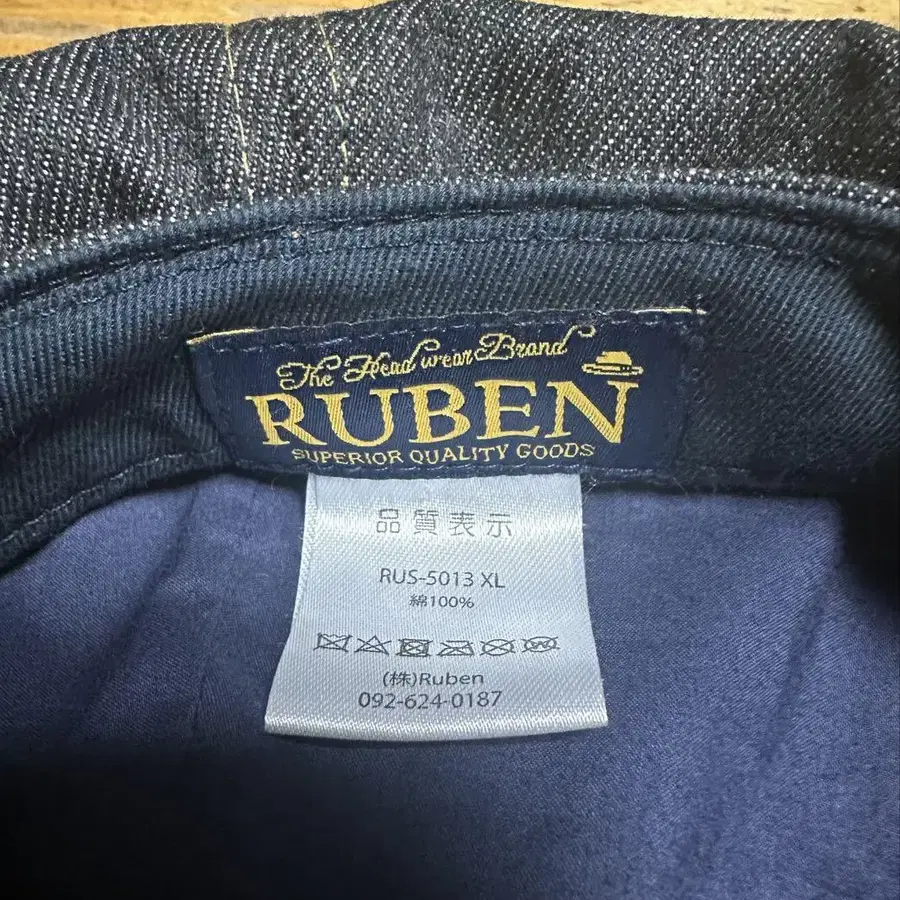 The Head wear Brand
RUBEN
SUPERIOR QUALITY GOODS
品質表示
RUS-5013 XL
綿100%
(株)Ruben
092-624-0187